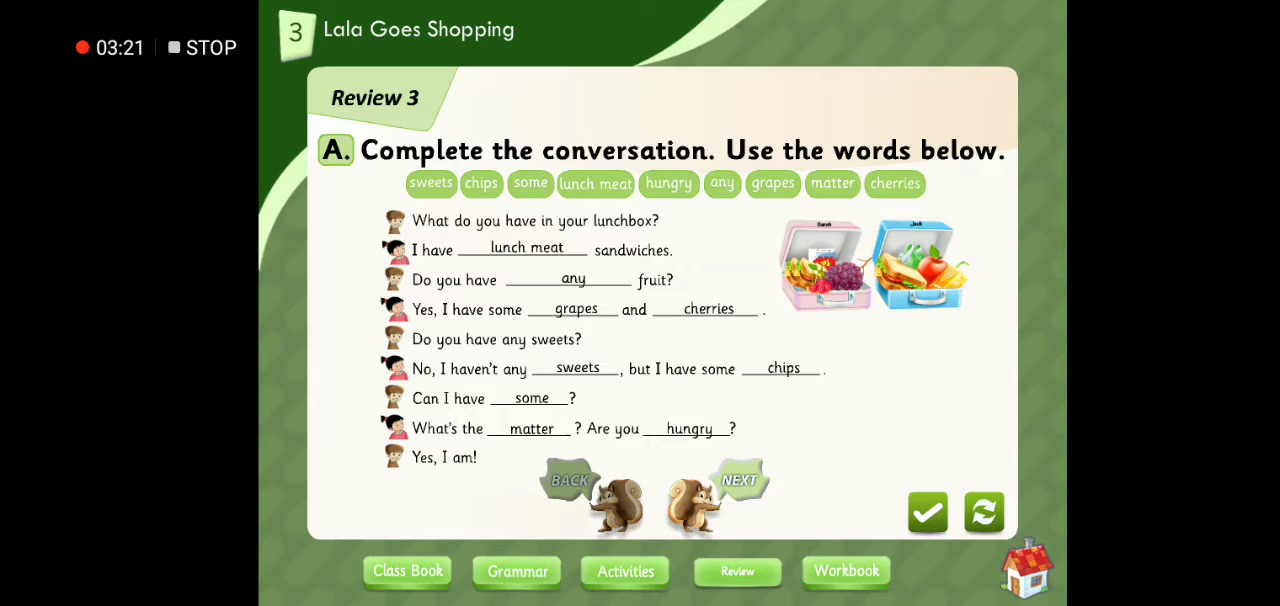 03:21
STOP
3
Lala Goes Shopping
Review 3
A. Complete the conversation. Use the words below.
sweets chips some lunch meat hungry any grapes matter cherries
What do you have in your lunchbox?
I have lunch meat sandwiches.
Do you have any fruit?
Yes, I have some grapes and cherries .
Do you have any sweets?
No, I haven't any sweets , but I have some chips .
Can I have some ?
What's the matter ? Are you hungry ?
Yes, I am!
Sarah
Jack
BACK
NEXT
Class Book
Grammar
Activities
Review
Workbook